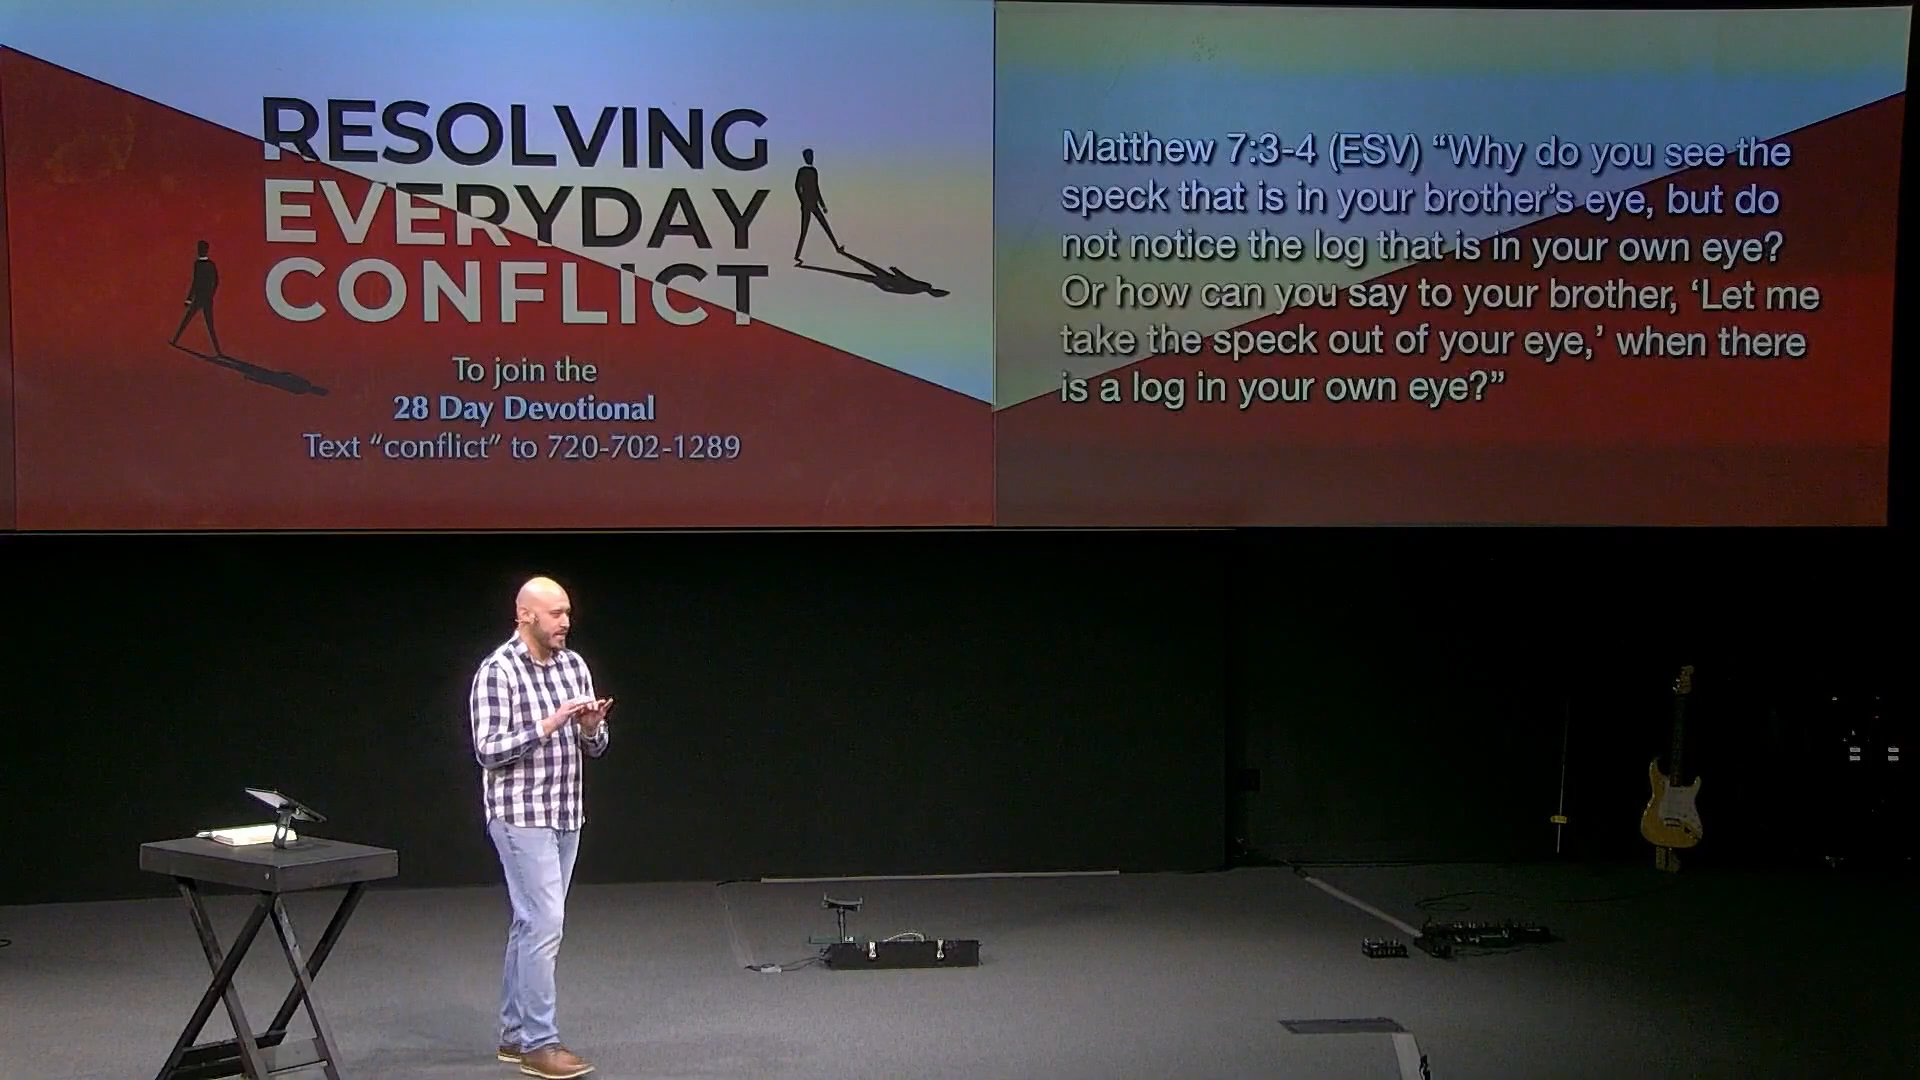 RESOLVING
EVERYDAY
CONFLICT
To join the
28 Day Devotional
Text “conflict” to 720-702-1289
Matthew 7:3-4 (ESV) “Why do you see the
speck that is in your brother’s eye, but do
not notice the log that is in your own eye?
Or how can you say to your brother, ‘Let me
take the speck out of your eye,’ when there
is a log in your own eye?”